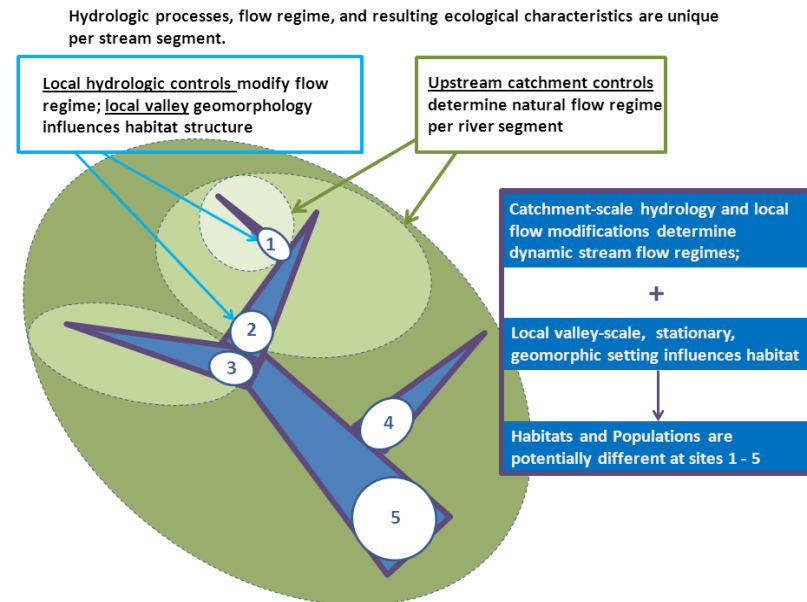 Hydrologic processes, flow regime, and resulting ecological characteristics are unique
per stream segment.
Local hydrologic controls modify flow
regime; local valley geomorphology
influences habitat structure
Upstream catchment controls
determine natural flow regime
per river segment
1
2
3
4
5
Catchment-scale hydrology and local
flow modifications determine
dynamic stream flow regimes;
+
Local valley-scale, stationary,
geomorphic setting influences habitat
Habitats and Populations are
potentially different at sites 1 - 5